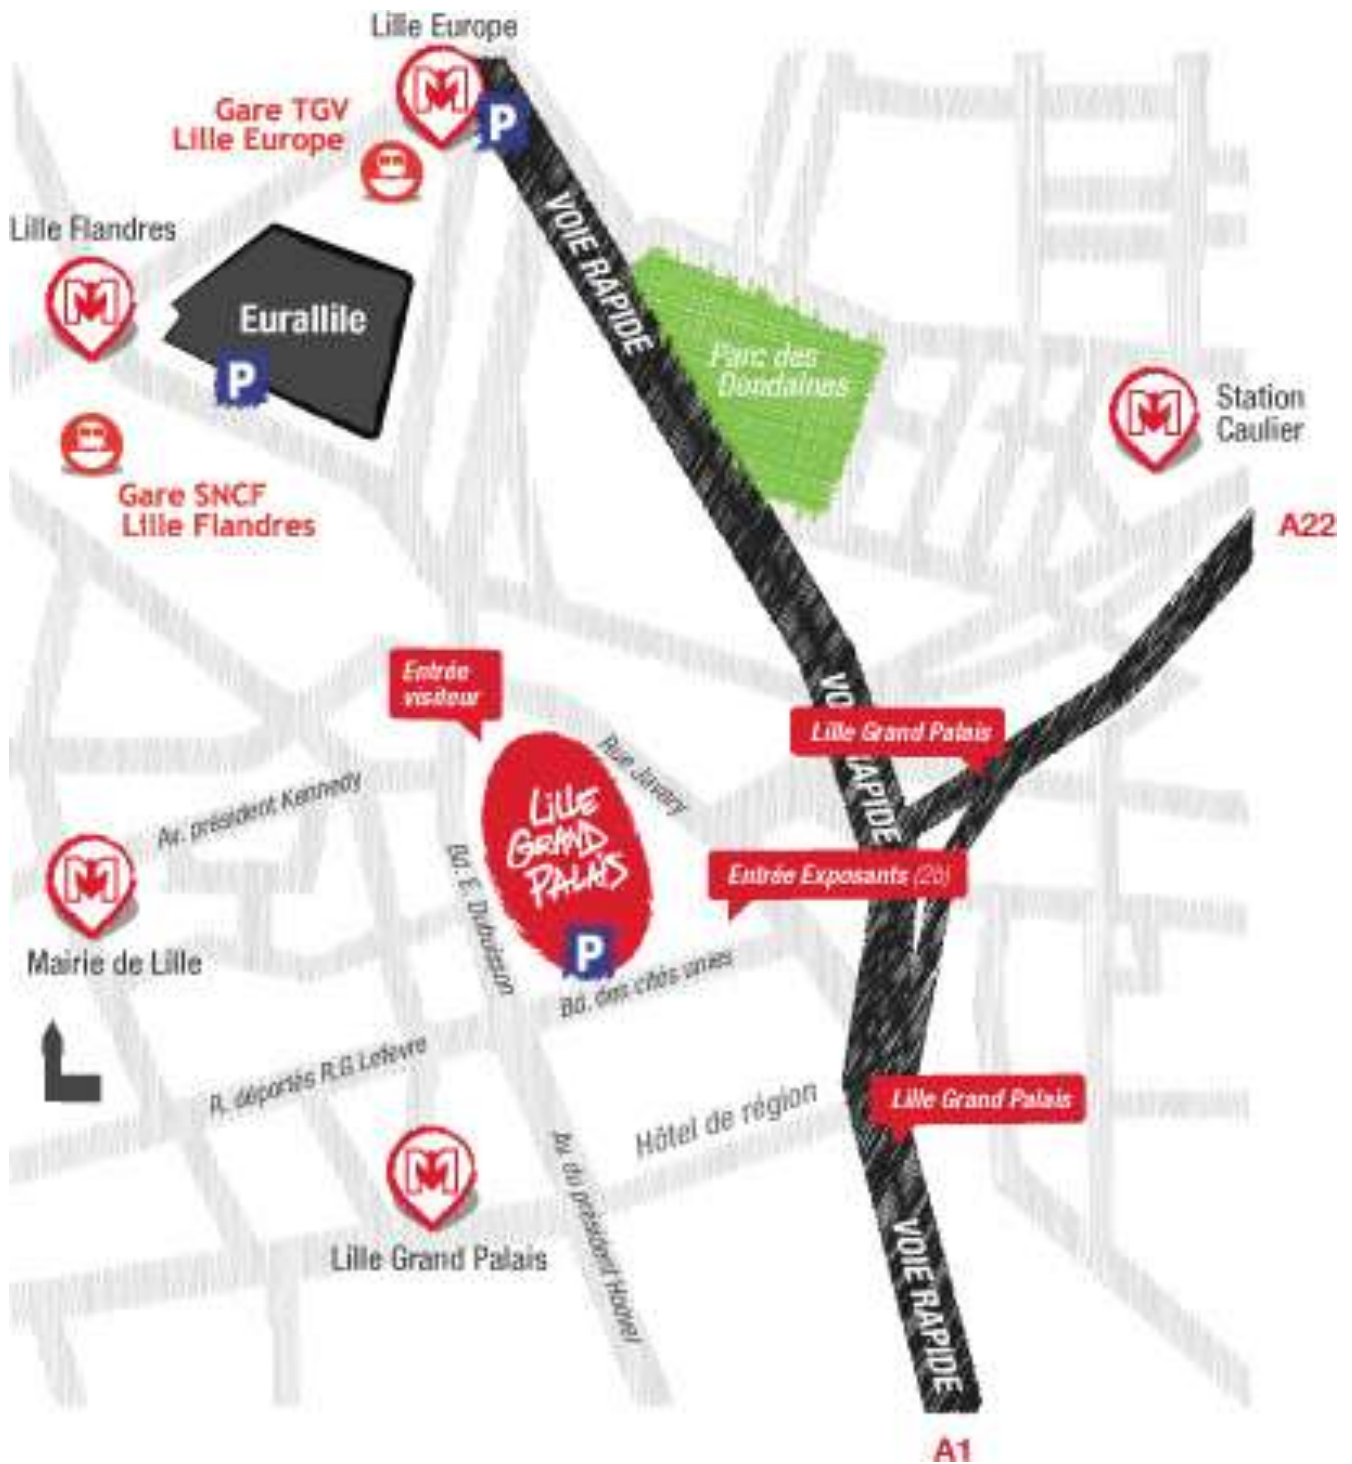 Lille Europe
Gare TGV
Lille Europe
P
VOIE RAPIDE
Lille Flandres
Eurallile
P
Parc des
Dondaines
Station
Caulier
Gare SNCF
Lille Flandres
A22
Entrée
visiteur
VOIE RAPIDE
Lille Grand Palais
Rue Javary
Av. président Kennedy
LiLLE
GRAND
PALAIS
P
Bd. E. Dubuisson
Entrée Exposants (2b)
Mairie de Lille
Bd. des cités unies
R. déportés R.G Lefèvre
Lille Grand Palais
Hôtel de région
Av. du président Hoover
Lille Grand Palais
VOIE RAPIDE
A1